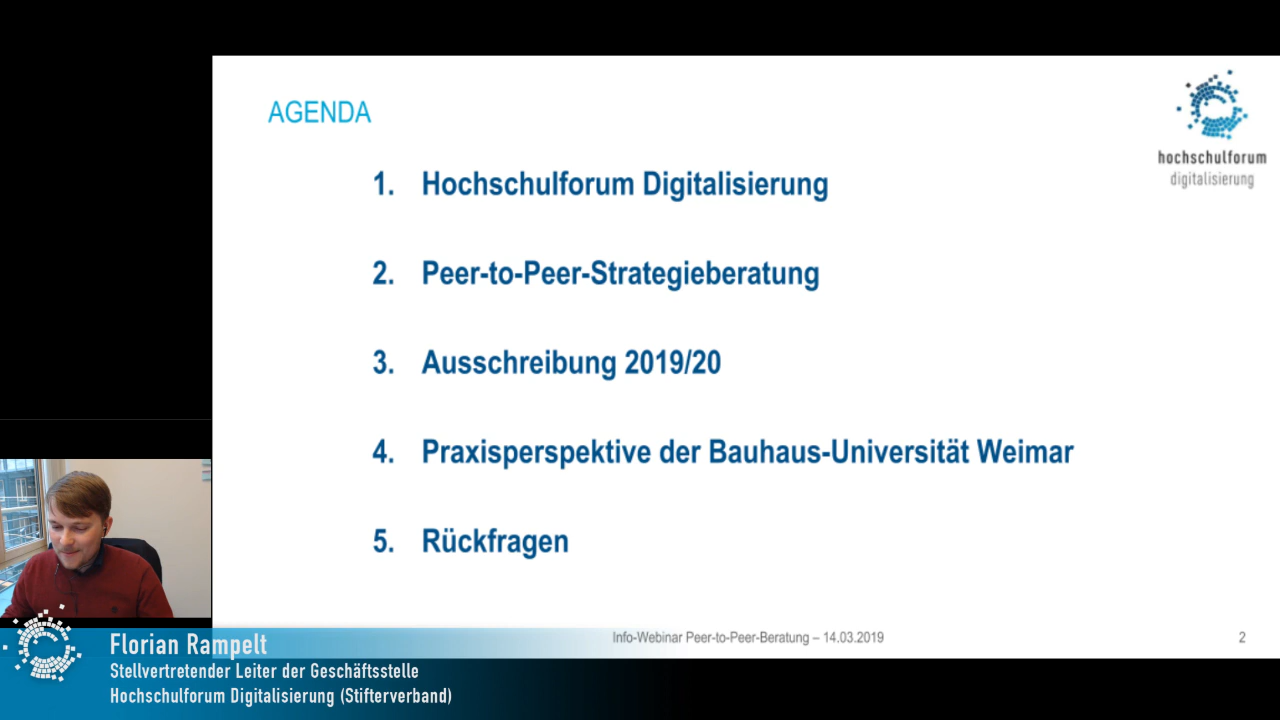 AGENDA
hochschulforum
digitalisierung
1. Hochschulforum Digitalisierung
2. Peer-to-Peer-Strategieberatung
3. Ausschreibung 2019/20
4. Praxisperspektive der Bauhaus-Universität Weimar
5. Rückfragen
Info-Webinar Peer-to-Peer-Beratung – 14.03.2019
2
Florian Rampelt
Stellvertretender Leiter der Geschäftsstelle
Hochschulforum Digitalisierung (Stifterverband)